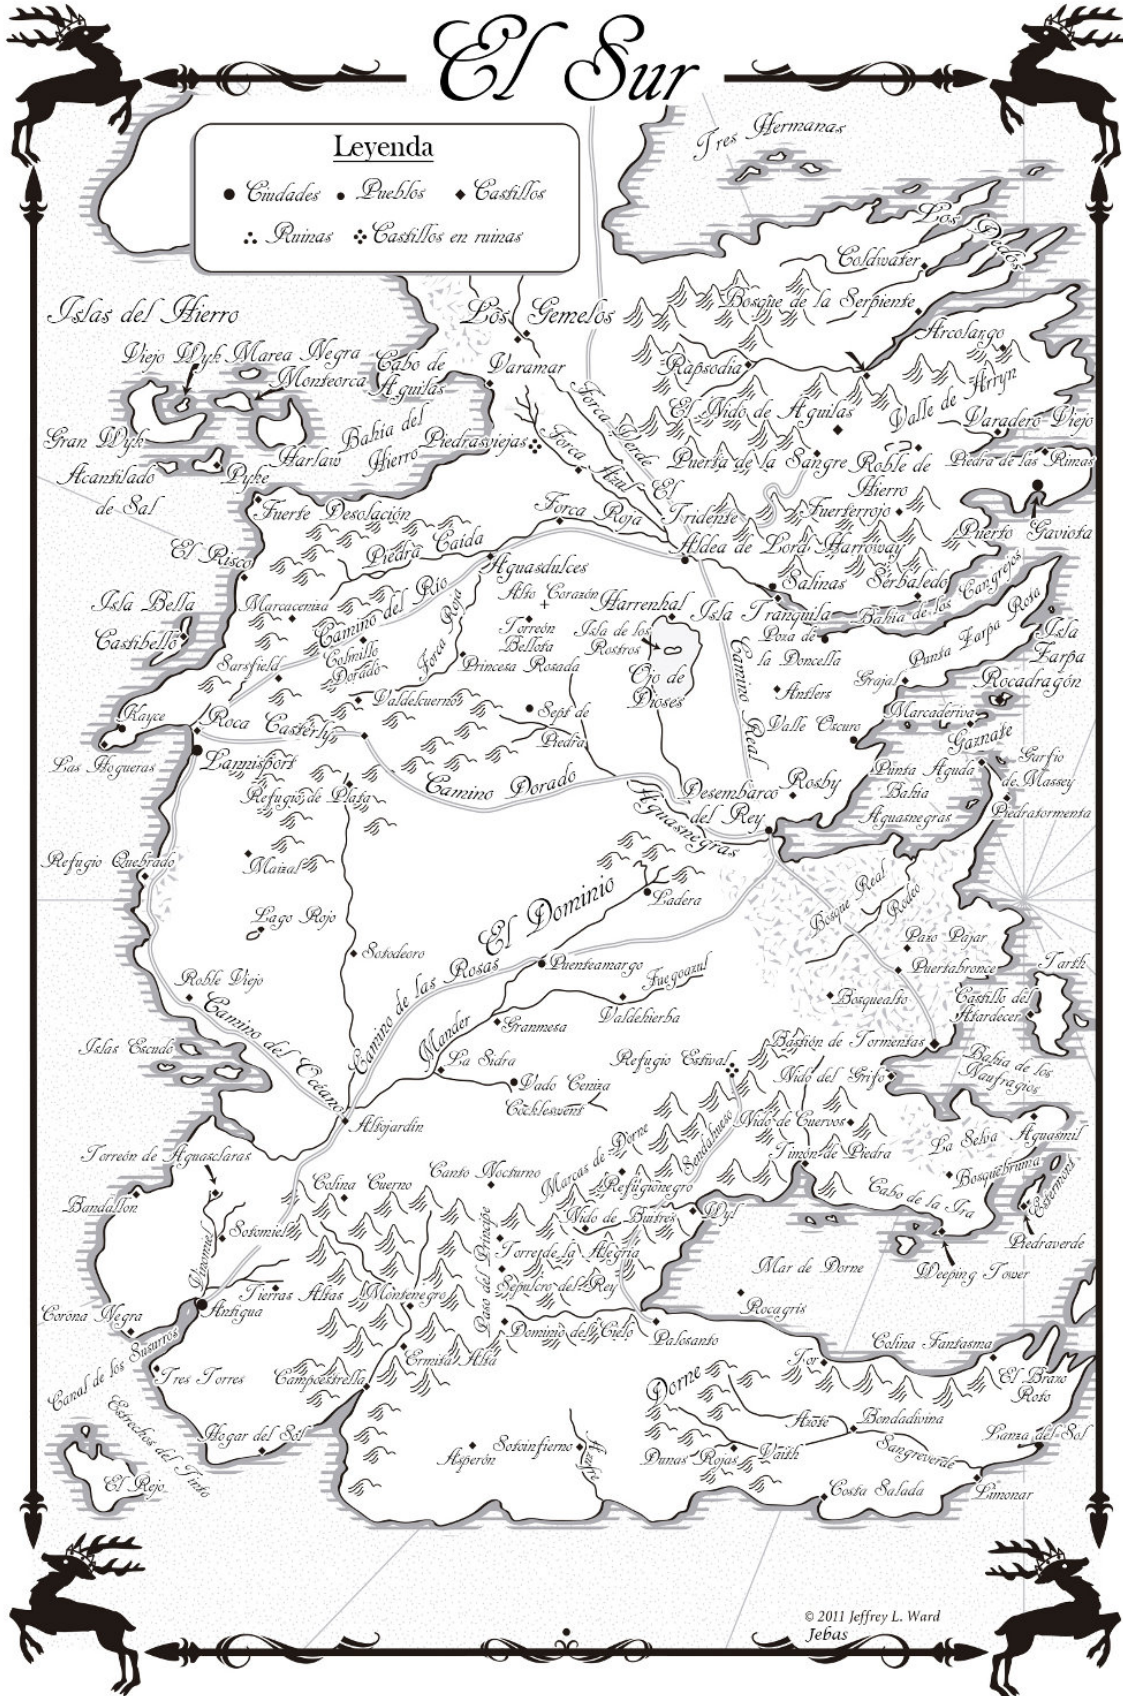 El Sur
Leyenda
Ciudades
Pueblos
Castillos
Ruinas
Castillos en ruinas
Tres Hermanas
Los Dedos
Coldwater
Bosque de la Serpiente
Islas del Hierro
Los Gemelos
Arcolargo
Viejo Wyk
Marea Negra
Monteorca
Cabo de
Águilas
Varamar
Rapsodia
Valle de Arryn
El Nido de Águilas
Varadero Viejo
Forca Verde
Gran Wyk
Harlaw
Bahía del
Hierro
Piedrasviejas
Forca Azul
Puerta de la Sangre
Roble de
Hierro
Piedra de las Rimas
Acantilado
de Sal
Pyke
Fuerte Desolación
Forca Roja
El
Tridente
Fuerterrojo
Puerto Gaviota
El Risco
Piedra Caída
Aguasdulces
Aldea de Lord Harroway
Salinas
Serbaledo
Bahía de los Cangrejos
Isla Bella
Castibello
Marcaceniza
Camino del Río
Alto Corazón
Harrenhal
Isla Tranquila
Colmillo
Dorado
Forca Roja
Torreón
Bellota
Isla de los
Rostros
Poza de
la Doncella
Punta Zarpa Rota
Isla
Zarpa
Sarsfield
Princesa Rosada
Ojo de
Dioses
Camino Real
Antlers
Grajal
Rocadragón
Valdelcuerno
Sept de
Piedra
Valle Oscuro
Marcaderiva
Gaznate
Kayce
Roca Casterly
Las Hogueras
Lannisport
Camino Dorado
Desembarco
del Rey
Rosby
Punta Aguda
Bahía
Aguasnegras
Garfio
de Massey
Piedratormenta
Refugio de Plata
Aguasnegras
Refugio Quebrado
Maizal
El Dominio
Ladera
Bosque Real
Rodeo
Lago Rojo
Sotodeoro
Camino de las Rosas
Puenteamargo
Fuegoazul
Pazo Pajar
Puertabronce
Tarth
Roble Viejo
Camino del Océano
Mander
Granmesa
Valdehierba
Bosquealto
Castillo del
Atardecer
Islas Escudo
La Sidra
Refugio Estival
Bastión de Tormentas
Bahía de los
Naufragios
Vado Ceniza
Cockleswent
Nido del Grifo
Altojardín
Sendahueso
Nido de Cuervos
La Selva
Aguasmil
Torreón de Aguasclaras
Marcas de Dorne
Timón de Piedra
Bosquebruma
Estermont
Colina Cuerno
Canto Nocturno
Refugionegro
Cabo de la Ira
Bandallon
Nido de Buitres
Wyl
Piedraverde
Sotomiel
Vinomiel
Paso del Príncipe
Torre de la Alegría
Mar de Dorne
Weeping Tower
Tierras Altas
Montenegro
Sepulcro del Rey
Antigua
Rocagris
Corona Negra
Dominio del Cielo
Palosanto
Colina Fantasma
Canal de los Susurros
Ermita Alta
Tor
El Brazo
Roto
Tres Torres
Campoestrella
Dorne
Estrechos del Tinto
Azote
Bondadivina
Lanza del Sol
Hogar del Sol
Asperón
Sotoinfierno
Dunas Rojas
Vaith
Sangreverde
El Rejo
Costa Salada
Limonar
© 2011 Jeffrey L. Ward
Jebas